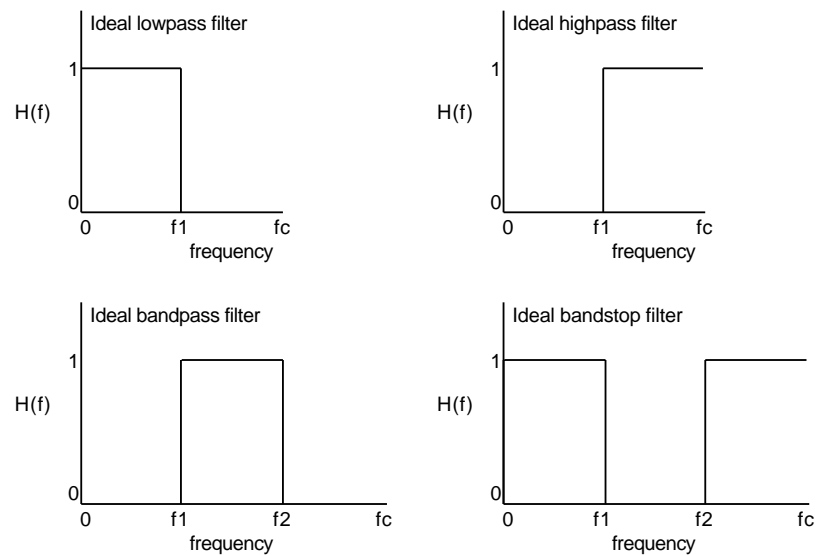 Ideal lowpass filter
1
H(f)
0
0 f1 fc
frequency
Ideal highpass filter
1
H(f)
0
0 f1 fc
frequency
Ideal bandpass filter
1
H(f)
0
0 f1 f2 fc
frequency
Ideal bandstop filter
1
H(f)
0
0 f1 f2 fc
frequency